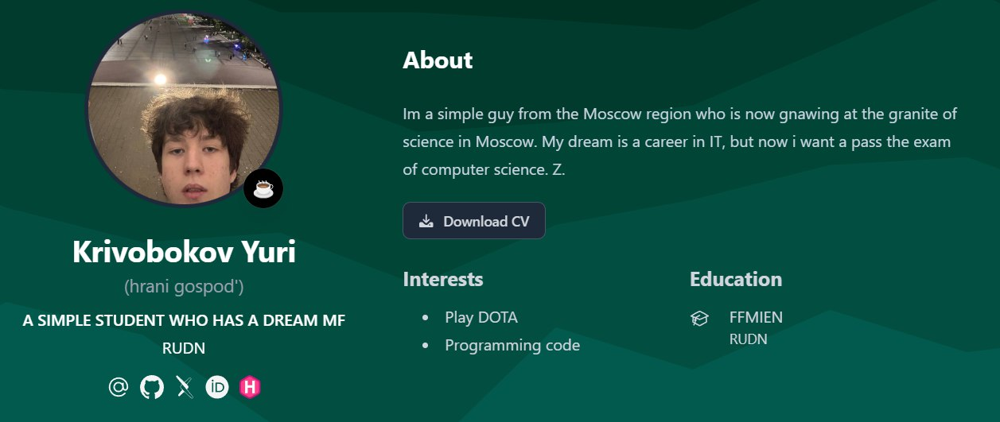 Krivobokov Yuri
(hrani gospod')
A SIMPLE STUDENT WHO HAS A DREAM MF
RUDN
iD
H
About
Im a simple guy from the Moscow region who is now gnawing at the granite of
science in Moscow. My dream is a career in IT, but now i want a pass the exam
of computer science. Z.
Download CV
Interests
Play DOTA
Programming code
Education
FFMIEN
RUDN